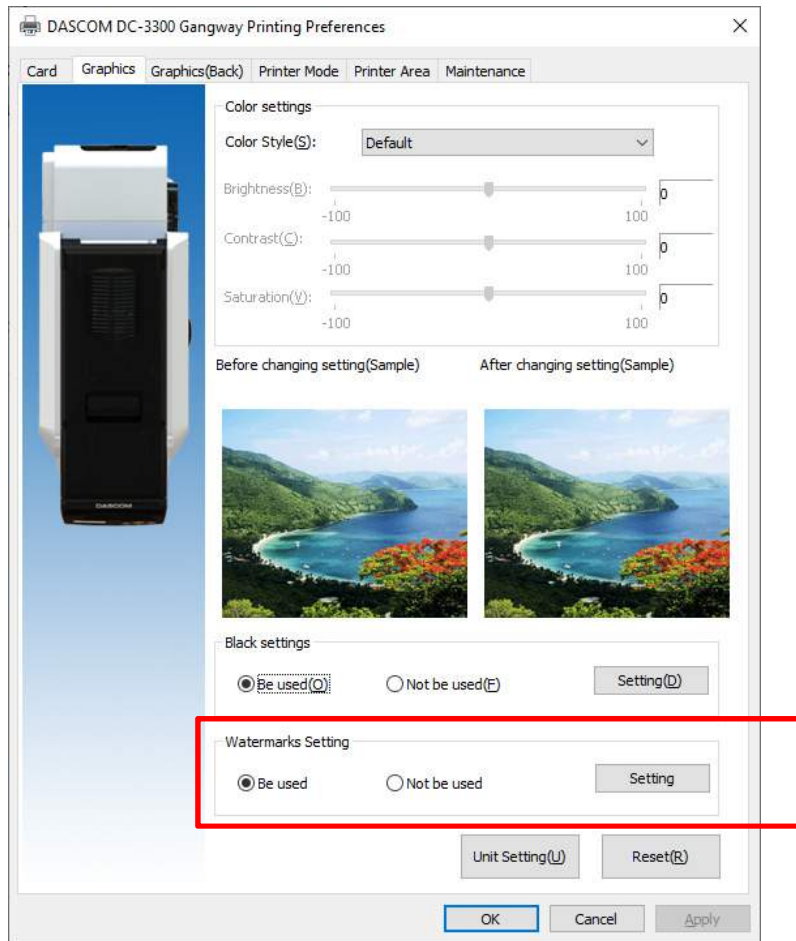 DASCOM DC-3300 Gangway Printing Preferences
Card Graphics Graphics(Back) Printer Mode Printer Area Maintenance
Color settings
Color Style(S): Default
Brightness(B): 0
-100 100
Contrast(C): 0
-100 100
Saturation(V): 0
-100 100
Before changing setting(Sample) After changing setting(Sample)
DASCOM
Black settings
Be used(O) Not be used(F) Setting(D)
Watermarks Setting
Be used Not be used Setting
Unit Setting(U) Reset(R)
OK Cancel Apply